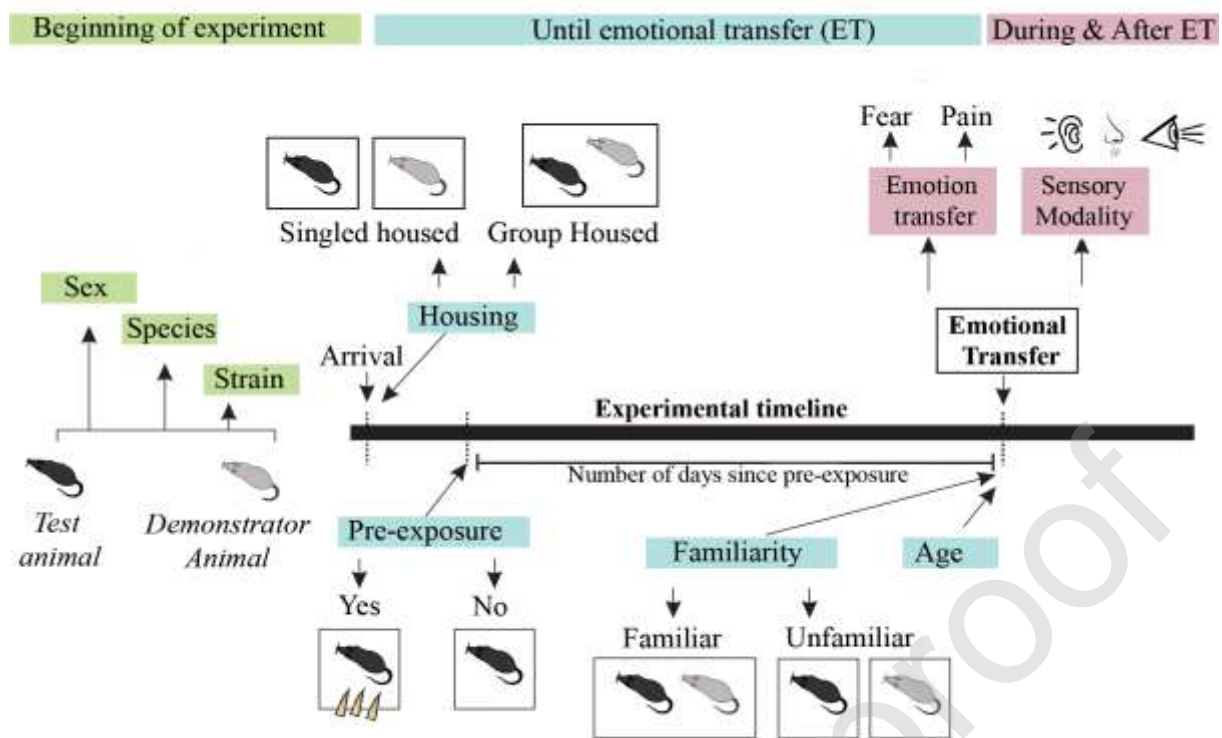 Beginning of experiment
Until emotional transfer (ET)
During & After ET
Fear
Pain
Emotion
transfer
Sensory
Modality
Singled housed
Group Housed
Sex
Species
Strain
Housing
Arrival
Emotional
Transfer
Experimental timeline
Number of days since pre-exposure
Test
animal
Demonstrator
Animal
Pre-exposure
Yes
No
Familiarity
Age
Familiar
Unfamiliar
proof